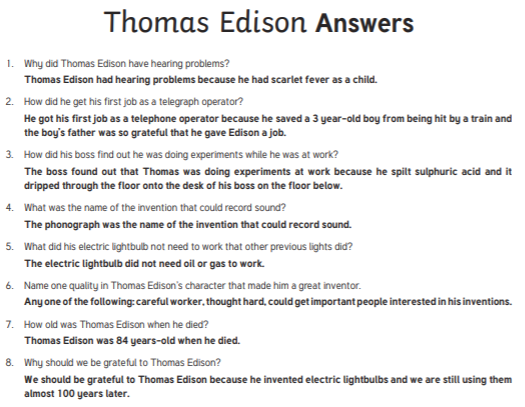 Thomas Edison Answers
1. Why did Thomas Edison have hearing problems?
Thomas Edison had hearing problems because he had scarlet fever as a child.
2. How did he get his first job as a telegraph operator?
He got his first job as a telephone operator because he saved a 3 year-old boy from being hit by a train and
the boy's father was so grateful that he gave Edison a job.
3. How did his boss find out he was doing experiments while he was at work?
The boss found out that Thomas was doing experiments at work because he spilt sulphuric acid and it
dripped through the floor onto the desk of his boss on the floor below.
4. What was the name of the invention that could record sound?
The phonograph was the name of the invention that could record sound.
5. What did his electric lightbulb not need to work that other previous lights did?
The electric lightbulb did not need oil or gas to work.
6. Name one quality in Thomas Edison's character that made him a great inventor.
Any one of the following: careful worker, thought hard, could get important people interested in his inventions.
7. How old was Thomas Edison when he died?
Thomas Edison was 84 years-old when he died.
8. Why should we be grateful to Thomas Edison?
We should be grateful to Thomas Edison because he invented electric lightbulbs and we are still using them
almost 100 years later.